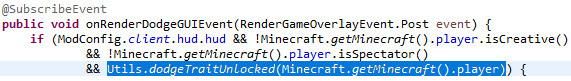 @SubscribeEvent
public void onRenderDodgeGUIEvent(RenderGameOverlayEvent.Post event) {
if (ModConfig.client.hud.hud && !Minecraft.getMinecraft().player.isCreative()
&& !Minecraft.getMinecraft().player.isSpectator()
&& Utils.dodgeTraitUnlocked(Minecraft.getMinecraft().player)) {